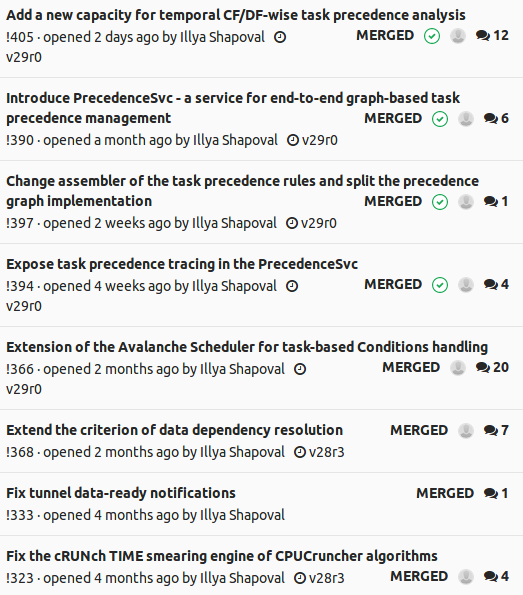 Add a new capacity for temporal CF/DF-wise task precedence analysis
!405 · opened 2 days ago by Illya Shapoval MERGED 12
v29r0
Introduce PrecedenceSvc - a service for end-to-end graph-based task
precedence management MERGED 6
!390 · opened a month ago by Illya Shapoval v29r0
Change assembler of the task precedence rules and split the precedence
graph implementation MERGED 1
!397 · opened 2 weeks ago by Illya Shapoval v29r0
Expose task precedence tracing in the PrecedenceSvc
!394 · opened 4 weeks ago by Illya Shapoval MERGED 4
v29r0
Extension of the Avalanche Scheduler for task-based Conditions handling
!366 · opened 2 months ago by Illya Shapoval MERGED 20
v29r0
Extend the criterion of data dependency resolution MERGED 7
!368 · opened 2 months ago by Illya Shapoval v28r3
Fix tunnel data-ready notifications MERGED 1
!333 · opened 4 months ago by Illya Shapoval
Fix the cRUNch TIME smearing engine of CPUCruncher algorithms
!323 · opened 4 months ago by Illya Shapoval v28r3 MERGED 4